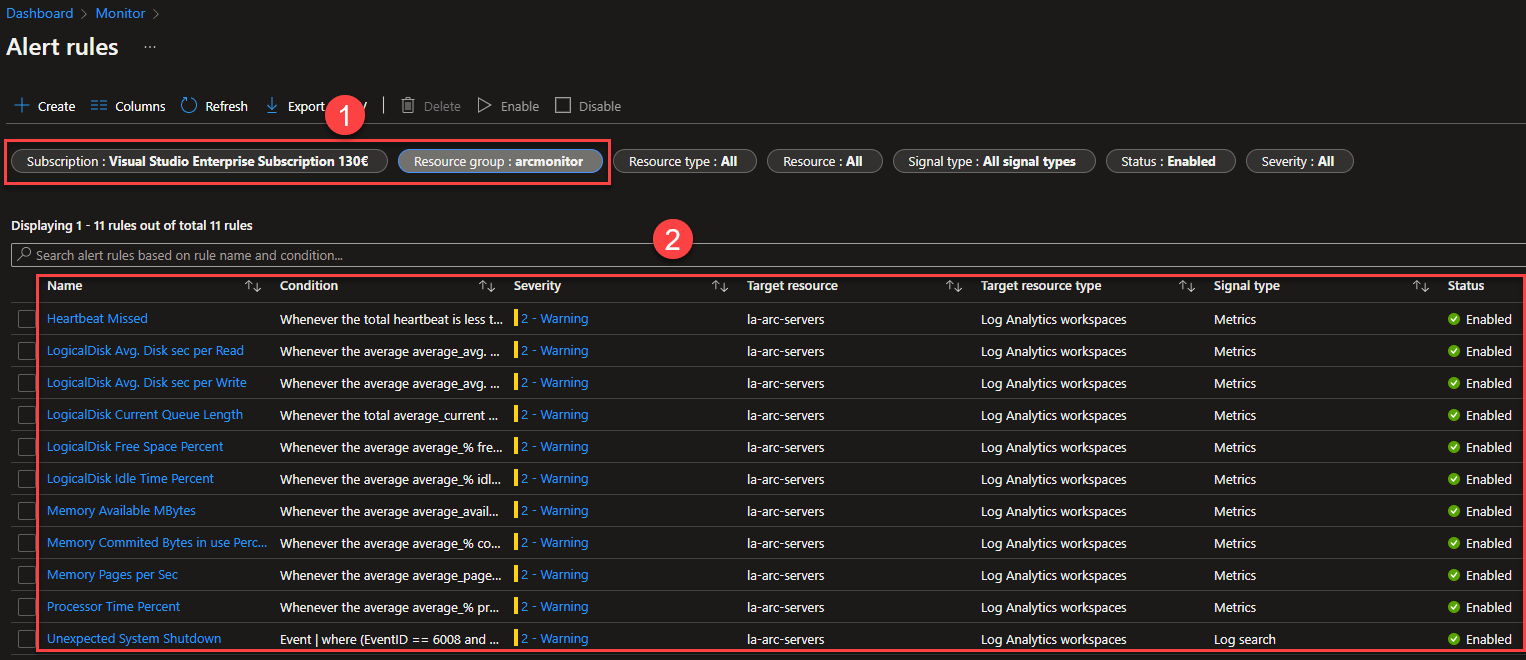 Dashboard > Monitor >
Alert rules ...
Create Columns Refresh Export Delete Enable Disable
1
Subscription : Visual Studio Enterprise Subscription 130€ Resource group : arcmonitor Resource type : All Resource : All Signal type : All signal types Status : Enabled Severity : All
Displaying 1 - 11 rules out of total 11 rules
2
Search alert rules based on rule name and condition...
Name Condition Severity Target resource Target resource type Signal type Status
Heartbeat Missed Whenever the total heartbeat is less t... 2 - Warning la-arc-servers Log Analytics workspaces Metrics Enabled
LogicalDisk Avg. Disk sec per Read Whenever the average average_avg. ... 2 - Warning la-arc-servers Log Analytics workspaces Metrics Enabled
LogicalDisk Avg. Disk sec per Write Whenever the average average_avg. ... 2 - Warning la-arc-servers Log Analytics workspaces Metrics Enabled
LogicalDisk Current Queue Length Whenever the total average_current ... 2 - Warning la-arc-servers Log Analytics workspaces Metrics Enabled
LogicalDisk Free Space Percent Whenever the average average_% fre... 2 - Warning la-arc-servers Log Analytics workspaces Metrics Enabled
LogicalDisk Idle Time Percent Whenever the average average_% idl... 2 - Warning la-arc-servers Log Analytics workspaces Metrics Enabled
Memory Available MBytes Whenever the average average_avail... 2 - Warning la-arc-servers Log Analytics workspaces Metrics Enabled
Memory Commited Bytes in use Perc... Whenever the average average_% co... 2 - Warning la-arc-servers Log Analytics workspaces Metrics Enabled
Memory Pages per Sec Whenever the average average_page... 2 - Warning la-arc-servers Log Analytics workspaces Metrics Enabled
Processor Time Percent Whenever the average average_% pr... 2 - Warning la-arc-servers Log Analytics workspaces Metrics Enabled
Unexpected System Shutdown Event | where (EventID == 6008 and ... 2 - Warning la-arc-servers Log Analytics workspaces Log search Enabled